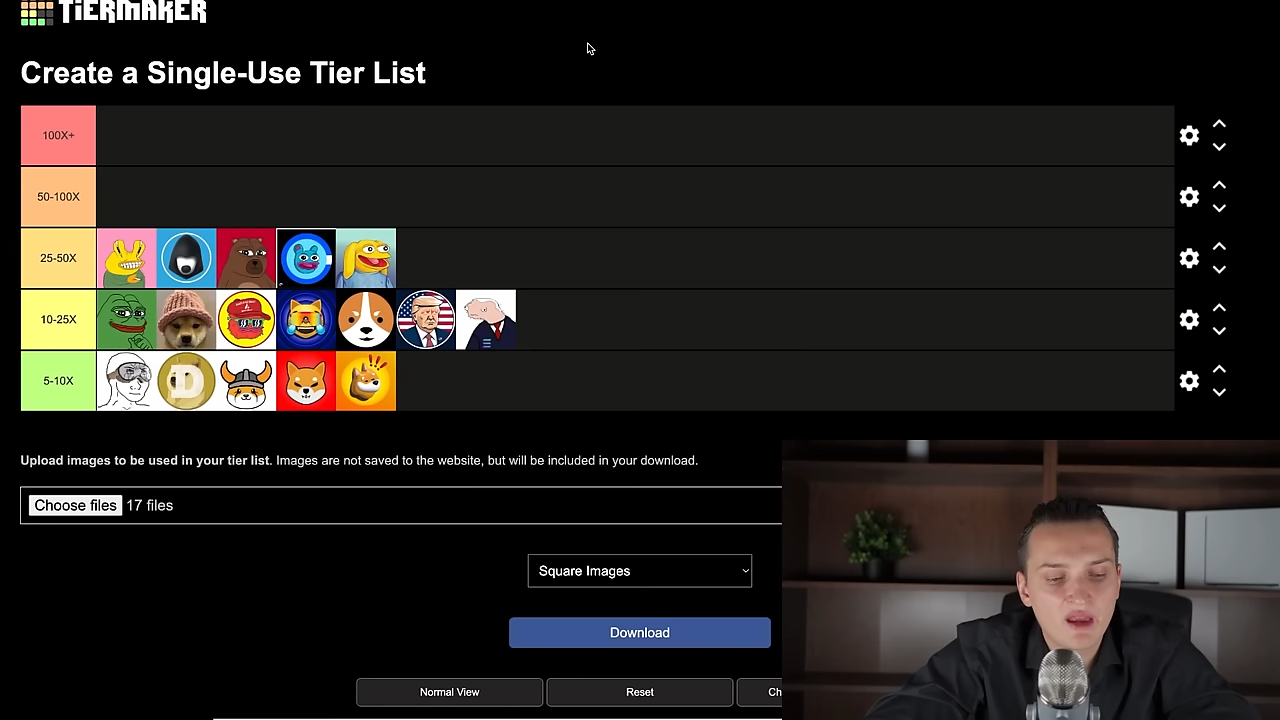 TiERMAKER
Create a Single-Use Tier List
100X+
50-100X
25-50X
10-25X
5-10X
Upload images to be used in your tier list. Images are not saved to the website, but will be included in your download.
Choose files 17 files
Square Images
Download
Normal View Reset Ch